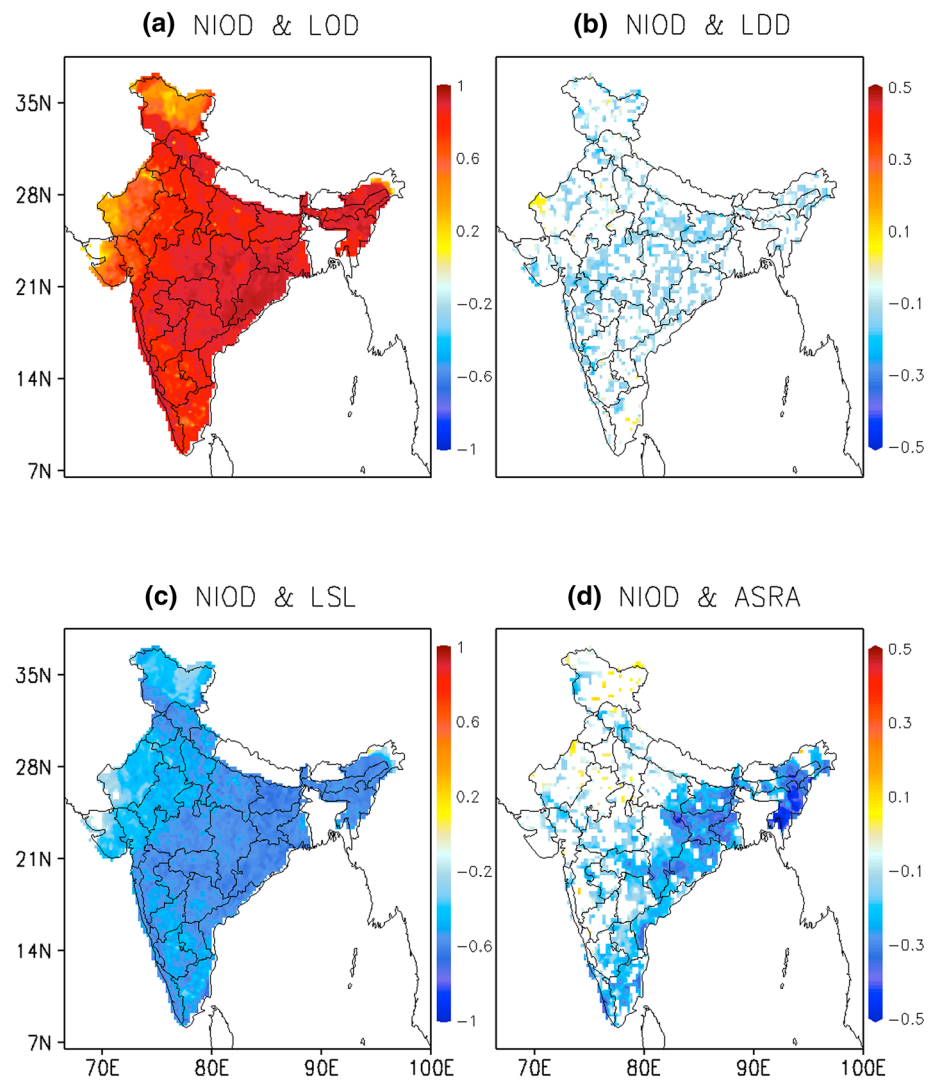 (a) NIOD & LOD
(b) NIOD & LDD
35N
28N
21N
14N
7N
1
0.6
0.2
−0.2
−0.6
−1
0.5
0.3
0.1
−0.1
−0.3
−0.5
(c) NIOD & LSL
(d) NIOD & ASRA
35N
28N
21N
14N
7N
1
0.6
0.2
−0.2
−0.6
−1
0.5
0.3
0.1
−0.1
−0.3
−0.5
70E 80E 90E 100E
70E 80E 90E 100E